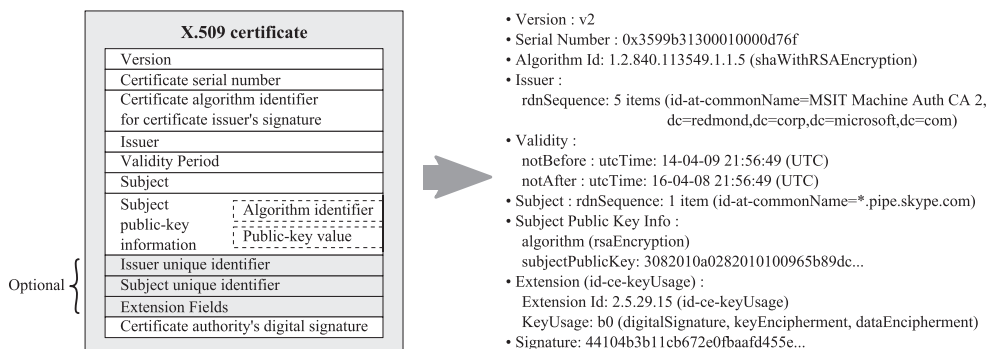 X.509 certificate
Version
Certificate serial number
Certificate algorithm identifier
for certificate issuer's signature
Issuer
Validity Period
Subject
Subject
public-key
information
Algorithm identifier
Public-key value
Issuer unique identifier
Subject unique identifier
Extension Fields
Certificate authority's digital signature
Optional
• Version : v2
• Serial Number : 0x3599b31300010000d76f
• Algorithm Id: 1.2.840.113549.1.1.5 (shaWithRSAEncryption)
• Issuer :
rdnSequence: 5 items (id-at-commonName=MSIT Machine Auth CA 2,
dc=redmond,dc=corp,dc=microsoft,dc=com)
• Validity :
notBefore : utcTime: 14-04-09 21:56:49 (UTC)
notAfter : utcTime: 16-04-08 21:56:49 (UTC)
• Subject : rdnSequence: 1 item (id-at-commonName=*.pipe.skype.com)
• Subject Public Key Info :
algorithm (rsaEncryption)
subjectPublicKey: 3082010a0282010100965b89dc...
• Extension (id-ce-keyUsage) :
Extension Id: 2.5.29.15 (id-ce-keyUsage)
KeyUsage: b0 (digitalSignature, keyEncipherment, dataEncipherment)
• Signature: 44104b3b11cb672e0fbaafd455e...